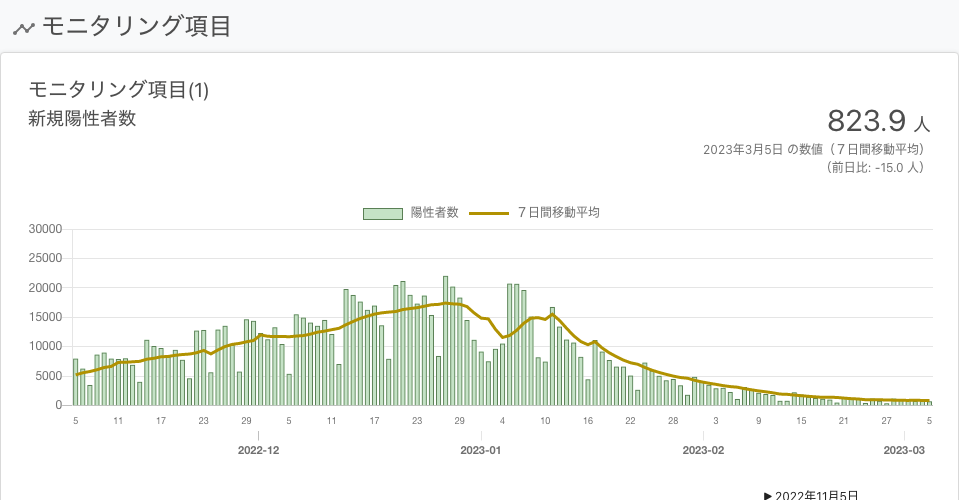 モニタリング項目
モニタリング項目(1)
新規陽性者数
823.9 人
2023年3月5日 の数値（７日間移動平均）
（前日比: -15.0 人）
陽性者数 ７日間移動平均
30000
25000
20000
15000
10000
5000
0
5 11 17 23 29 5 11 17 23 29 4 10 16 22 28 3 9 15 21 27 5
2022-12 2023-01 2023-02 2023-03
▶ 2022年11月5日